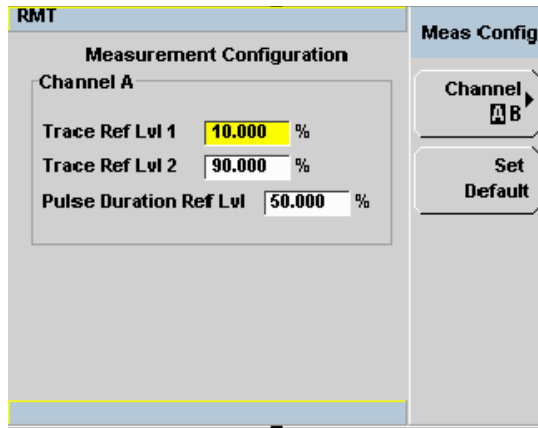 RMT
Measurement Configuration
Channel A
Trace Ref Lvl 1 10.000 %
Trace Ref Lvl 2 90.000 %
Pulse Duration Ref Lvl 50.000 %
Meas Config
Channel
A B
Set
Default